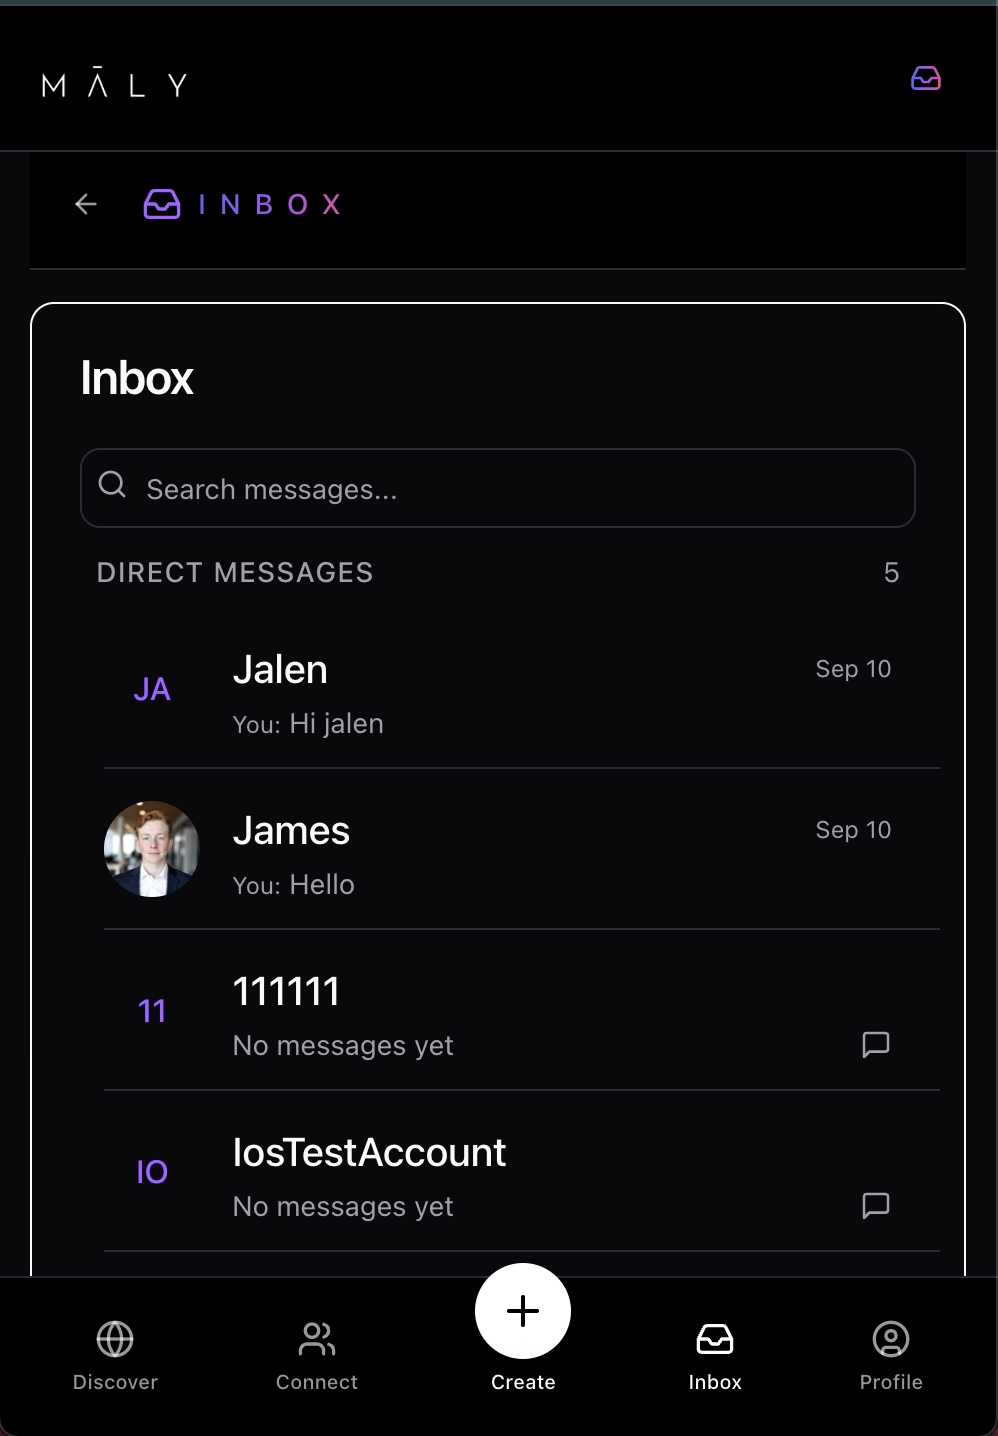 MĀLY
INBOX
Inbox
Search messages...
DIRECT MESSAGES 5
JA Jalen Sep 10
You: Hi jalen
James Sep 10
You: Hello
11 111111
No messages yet
IO IosTestAccount
No messages yet
Discover Connect Create Inbox Profile